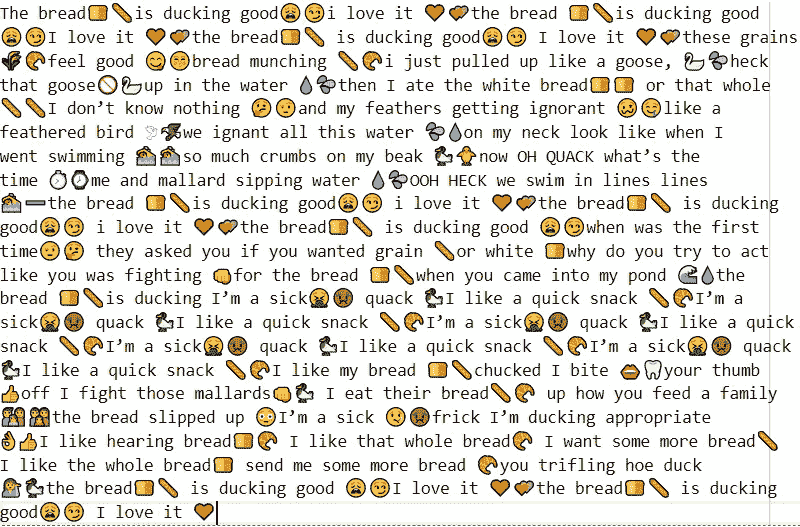 The bread🍞🥖is ducking good😩😏i love it 🧡💕the bread 🍞🥖is ducking good
😩😏I love it 🧡💕the bread🍞🥖 is ducking good😩😏 I love it 🧡💕these grains
🌾🥐feel good 😋😌bread munching 🥖🥐i just pulled up like a goose, 🦢💨heck
that goose🚫🦢up in the water 💧💨then I ate the white bread🍞🍞 or that whole
🥖🥖I don’t know nothing 🤔🤨and my feathers getting ignorant 🥴🤤like a
feathered bird 🕊🦅we ignant all this water 💨💧on my neck look like when I
went swimming 🏊🏊so much crumbs on my beak 🦆🐥now OH QUACK what’s the
time ⏱⌚me and mallard sipping water 💧💨OOH HECK we swim in lines lines
🏊➖the bread 🍞🥖is ducking good😩😏 i love it 🧡💕the bread🍞🥖 is ducking
good😩😏 i love it 🧡💕the bread🍞🥖 is ducking good 😩😏when was the first
time🤨🤔 they asked you if you wanted grain 🥖or white 🍞why do you try to act
like you was fighting 👊for the bread 🍞🥖when you came into my pond 🌊💧the
bread 🍞🥖is ducking I’m a sick🤮🤬 quack 🦆I like a quick snack 🥖🥐I’m a
sick🤮🤬 quack 🦆I like a quick snack 🥖🥐I’m a sick🤮🤬 quack 🦆I like a quick
snack 🥖🥐I’m a sick🤮🤬 quack 🦆I like a quick snack 🥖🥐I’m a sick🤮🤬 quack
🦆I like a quick snack 🥖🥐I like my bread 🍞🥖chucked I bite 👄🦷your thumb
👍off I fight those mallards👊🦆 I eat their bread🥖🥐 up how you feed a family
👪👪the bread slipped up 😳I’m a sick 🤢🤬frick I’m ducking appropriate
👌👍I like hearing bread🍞🥐 I like that whole bread🥐 I want some more bread🥖
I like the whole bread🍞 send me some more bread 🥐you trifling hoe duck
🤷🦆the bread🍞🥖 is ducking good 😩😏I love it 🧡💕the bread🍞🥖 is ducking
good😩😏 I love it 🧡